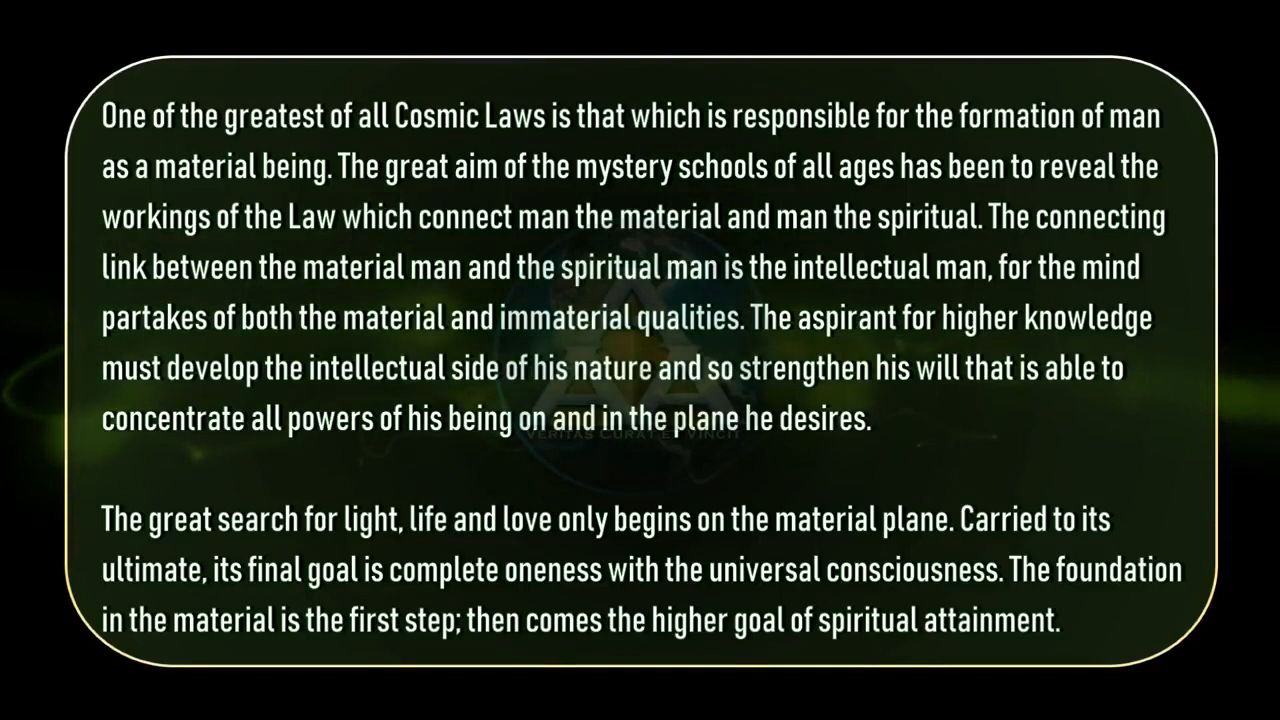 One of the greatest of all Cosmic Laws is that which is responsible for the formation of man
as a material being. The great aim of the mystery schools of all ages has been to reveal the
workings of the Law which connect man the material and man the spiritual. The connecting
link between the material man and the spiritual man is the intellectual man, for the mind
partakes of both the material and immaterial qualities. The aspirant for higher knowledge
must develop the intellectual side of his nature and so strengthen his will that is able to
concentrate all powers of his being on and in the plane he desires.
VERITAS CURAT ET VINCIT
The great search for light, life and love only begins on the material plane. Carried to its
ultimate, its final goal is complete oneness with the universal consciousness. The foundation
in the material is the first step; then comes the higher goal of spiritual attainment.